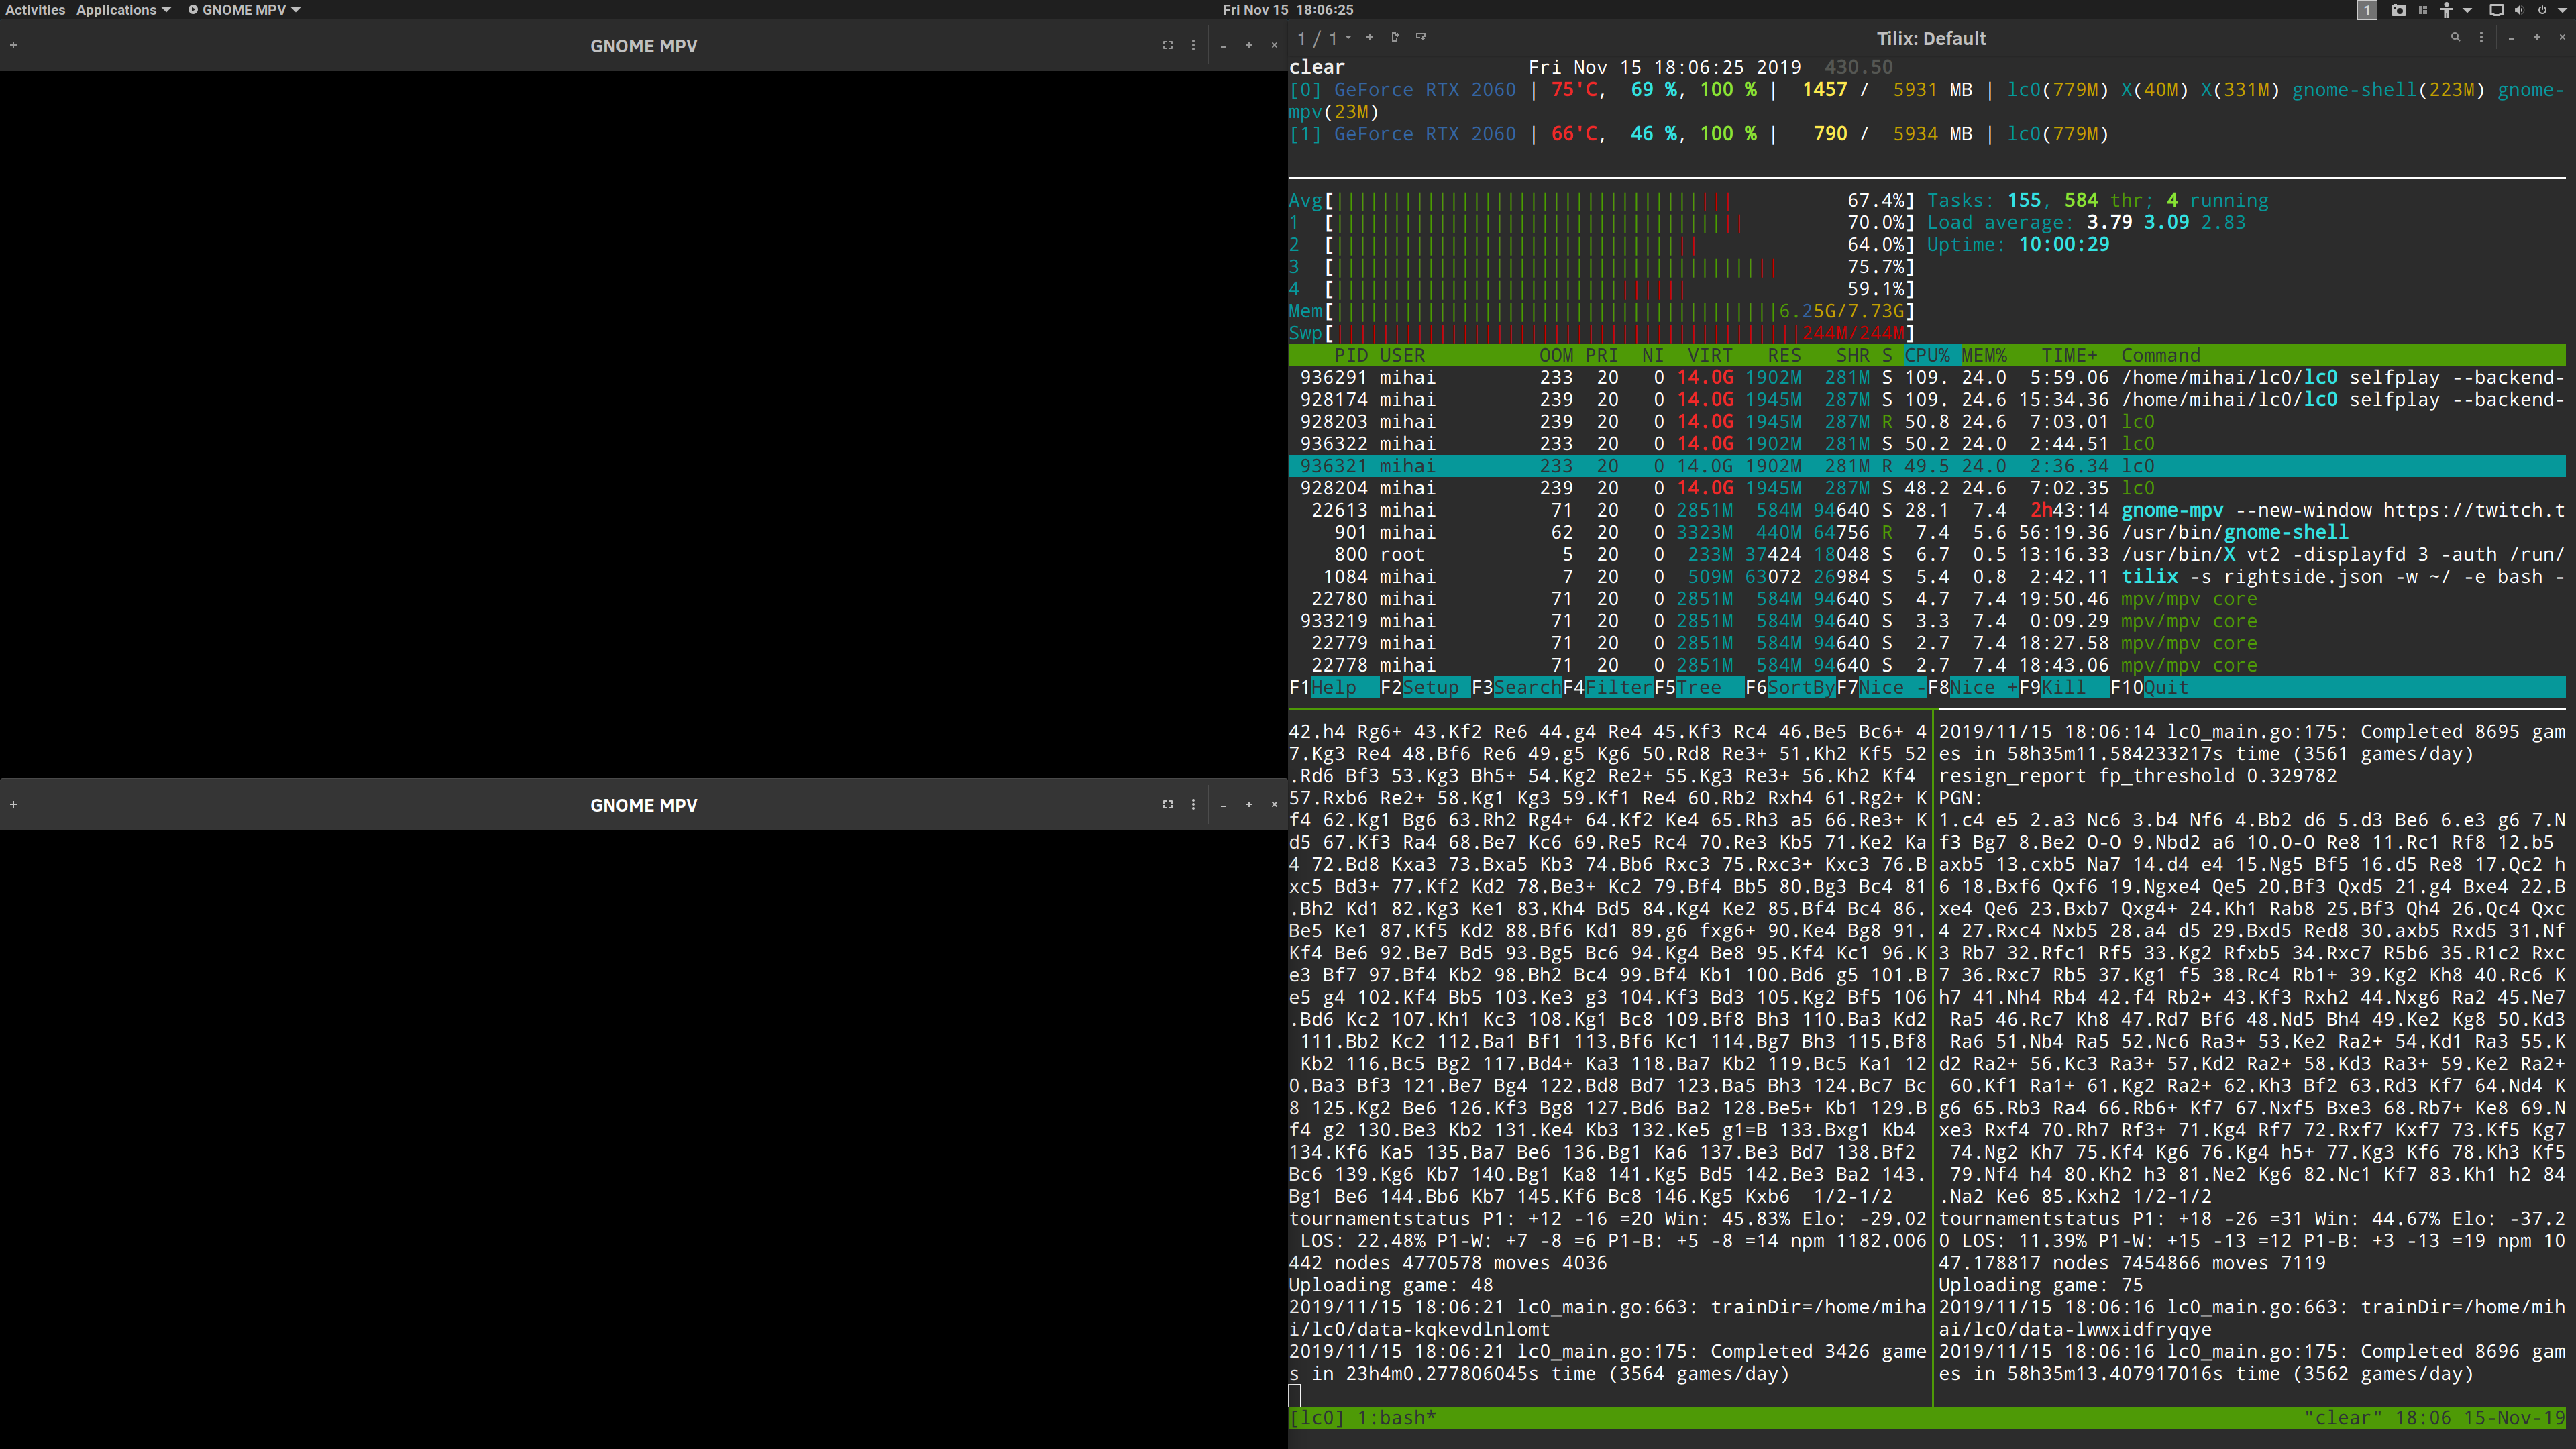 Activities Applications GNOME MPV Fri Nov 15 18:06:25 1
GNOME MPV
GNOME MPV
1 / 1 Tilix: Default
clear Fri Nov 15 18:06:25 2019 430.50
[0] GeForce RTX 2060 | 75'C, 69 %, 100 % | 1457 / 5931 MB | lc0(779M) X(40M) X(331M) gnome-shell(223M) gnome-
mpv(23M)
[1] GeForce RTX 2060 | 66'C, 46 %, 100 % | 790 / 5934 MB | lc0(779M)
Avg[ 67.4%] Tasks: 155, 584 thr; 4 running
1 [ 70.0%] Load average: 3.79 3.09 2.83
2 [ 64.0%] Uptime: 10:00:29
3 [ 75.7%]
4 [ 59.1%]
Mem[ 6.25G/7.73G]
Swp[ 244M/244M]
PID USER OOM PRI NI VIRT RES SHR S CPU% MEM% TIME+ Command
936291 mihai 233 20 0 14.0G 1902M 281M S 109. 24.0 5:59.06 /home/mihai/lc0/lc0 selfplay --backend-
928174 mihai 239 20 0 14.0G 1945M 287M S 109. 24.6 15:34.36 /home/mihai/lc0/lc0 selfplay --backend-
928203 mihai 239 20 0 14.0G 1945M 287M R 50.8 24.6 7:03.01 lc0
936322 mihai 233 20 0 14.0G 1902M 281M S 50.2 24.0 2:44.51 lc0
936321 mihai 233 20 0 14.0G 1902M 281M R 49.5 24.0 2:36.34 lc0
928204 mihai 239 20 0 14.0G 1945M 287M S 48.2 24.6 7:02.35 lc0
22613 mihai 71 20 0 2851M 584M 94640 S 28.1 7.4 2h43:14 gnome-mpv --new-window https://twitch.t
901 mihai 62 20 0 3323M 440M 64756 R 7.4 5.6 56:19.36 /usr/bin/gnome-shell
800 root 5 20 0 233M 37424 18048 S 6.7 0.5 13:16.33 /usr/bin/X vt2 -displayfd 3 -auth /run/
1084 mihai 7 20 0 509M 63072 26984 S 5.4 0.8 2:42.11 tilix -s rightside.json -w ~/ -e bash -
22780 mihai 71 20 0 2851M 584M 94640 S 4.7 7.4 19:50.46 mpv/mpv core
933219 mihai 71 20 0 2851M 584M 94640 S 3.3 7.4 0:09.29 mpv/mpv core
22779 mihai 71 20 0 2851M 584M 94640 S 2.7 7.4 18:27.58 mpv/mpv core
22778 mihai 71 20 0 2851M 584M 94640 S 2.7 7.4 18:43.06 mpv/mpv core
F1Help F2Setup F3SearchF4FilterF5Tree F6SortByF7Nice -F8Nice +F9Kill F10Quit
42.h4 Rg6+ 43.Kf2 Re6 44.g4 Re4 45.Kf3 Rc4 46.Be5 Bc6+ 4
7.Kg3 Re4 48.Bf6 Re6 49.g5 Kg6 50.Rd8 Re3+ 51.Kh2 Kf5 52
.Rd6 Bf3 53.Kg3 Bh5+ 54.Kg2 Re2+ 55.Kg3 Re3+ 56.Kh2 Kf4
57.Rxb6 Re2+ 58.Kg1 Kg3 59.Kf1 Re4 60.Rb2 Rxh4 61.Rg2+ K
f4 62.Kg1 Bg6 63.Rh2 Rg4+ 64.Kf2 Ke4 65.Rh3 a5 66.Re3+ K
d5 67.Kf3 Ra4 68.Be7 Kc6 69.Re5 Rc4 70.Re3 Kb5 71.Ke2 Ka
4 72.Bd8 Kxa3 73.Bxa5 Kb3 74.Bb6 Rxc3 75.Rxc3+ Kxc3 76.B
xc5 Bd3+ 77.Kf2 Kd2 78.Be3+ Kc2 79.Bf4 Bb5 80.Bg3 Bc4 81
.Bh2 Kd1 82.Kg3 Ke1 83.Kh4 Bd5 84.Kg4 Ke2 85.Bf4 Bc4 86.
Be5 Ke1 87.Kf5 Kd2 88.Bf6 Kd1 89.g6 fxg6+ 90.Ke4 Bg8 91.
Kf4 Be6 92.Be7 Bd5 93.Bg5 Bc6 94.Kg4 Be8 95.Kf4 Kc1 96.K
e3 Bf7 97.Bf4 Kb2 98.Bh2 Bc4 99.Bf4 Kb1 100.Bd6 g5 101.B
e5 g4 102.Kf4 Bb5 103.Ke3 g3 104.Kf3 Bd3 105.Kg2 Bf5 106
.Bd6 Kc2 107.Kh1 Kc3 108.Kg1 Bc8 109.Bf8 Bh3 110.Ba3 Kd2
111.Bb2 Kc2 112.Ba1 Bf1 113.Bf6 Kc1 114.Bg7 Bh3 115.Bf8
Kb2 116.Bc5 Bg2 117.Bd4+ Ka3 118.Ba7 Kb2 119.Bc5 Ka1 12
0.Ba3 Bf3 121.Be7 Bg4 122.Bd8 Bd7 123.Ba5 Bh3 124.Bc7 Bc
8 125.Kg2 Be6 126.Kf3 Bg8 127.Bd6 Ba2 128.Be5+ Kb1 129.B
f4 g2 130.Be3 Kb2 131.Ke4 Kb3 132.Ke5 g1=B 133.Bxg1 Kb4
134.Kf6 Ka5 135.Ba7 Be6 136.Bg1 Ka6 137.Be3 Bd7 138.Bf2
Bc6 139.Kg6 Kb7 140.Bg1 Ka8 141.Kg5 Bd5 142.Be3 Ba2 143.
Bg1 Be6 144.Bb6 Kb7 145.Kf6 Bc8 146.Kg5 Kxb6 1/2-1/2
tournamentstatus P1: +12 -16 =20 Win: 45.83% Elo: -29.02
LOS: 22.48% P1-W: +7 -8 =6 P1-B: +5 -8 =14 npm 1182.006
442 nodes 4770578 moves 4036
Uploading game: 48
2019/11/15 18:06:21 lc0_main.go:663: trainDir=/home/miha
i/lc0/data-kqkevdlnlomt
2019/11/15 18:06:21 lc0_main.go:175: Completed 3426 game
s in 23h4m0.277806045s time (3564 games/day)
2019/11/15 18:06:14 lc0_main.go:175: Completed 8695 gam
es in 58h35m11.584233217s time (3561 games/day)
resign_report fp_threshold 0.329782
PGN:
1.c4 e5 2.a3 Nc6 3.b4 Nf6 4.Bb2 d6 5.d3 Be6 6.e3 g6 7.N
f3 Bg7 8.Be2 O-O 9.Nbd2 a6 10.O-O Re8 11.Rc1 Rf8 12.b5
axb5 13.cxb5 Na7 14.d4 e4 15.Ng5 Bf5 16.d5 Re8 17.Qc2 h
6 18.Bxf6 Qxf6 19.Ngxe4 Qe5 20.Bf3 Qxd5 21.g4 Bxe4 22.B
xe4 Qe6 23.Bxb7 Qxg4+ 24.Kh1 Rab8 25.Bf3 Qh4 26.Qc4 Qxc
4 27.Rxc4 Nxb5 28.a4 d5 29.Bxd5 Red8 30.axb5 Rxd5 31.Nf
3 Rb7 32.Rfc1 Rf5 33.Kg2 Rfxb5 34.Rxc7 R5b6 35.R1c2 Rxc
7 36.Rxc7 Rb5 37.Kg1 f5 38.Rc4 Rb1+ 39.Kg2 Kh8 40.Rc6 K
h7 41.Nh4 Rb4 42.f4 Rb2+ 43.Kf3 Rxh2 44.Nxg6 Ra2 45.Ne7
Ra5 46.Rc7 Kh8 47.Rd7 Bf6 48.Nd5 Bh4 49.Ke2 Kg8 50.Kd3
Ra6 51.Nb4 Ra5 52.Nc6 Ra3+ 53.Ke2 Ra2+ 54.Kd1 Ra3 55.K
d2 Ra2+ 56.Kc3 Ra3+ 57.Kd2 Ra2+ 58.Kd3 Ra3+ 59.Ke2 Ra2+
60.Kf1 Ra1+ 61.Kg2 Ra2+ 62.Kh3 Bf2 63.Rd3 Kf7 64.Nd4 K
g6 65.Rb3 Ra4 66.Rb6+ Kf7 67.Nxf5 Bxe3 68.Rb7+ Ke8 69.N
xe3 Rxf4 70.Rh7 Rf3+ 71.Kg4 Rf7 72.Rxf7 Kxf7 73.Kf5 Kg7
74.Ng2 Kh7 75.Kf4 Kg6 76.Kg4 h5+ 77.Kg3 Kf6 78.Kh3 Kf5
79.Nf4 h4 80.Kh2 h3 81.Ne2 Kg6 82.Nc1 Kf7 83.Kh1 h2 84
.Na2 Ke6 85.Kxh2 1/2-1/2
tournamentstatus P1: +18 -26 =31 Win: 44.67% Elo: -37.2
0 LOS: 11.39% P1-W: +15 -13 =12 P1-B: +3 -13 =19 npm 10
47.178817 nodes 7454866 moves 7119
Uploading game: 75
2019/11/15 18:06:16 lc0_main.go:663: trainDir=/home/mih
ai/lc0/data-lwwxidfryqye
2019/11/15 18:06:16 lc0_main.go:175: Completed 8696 gam
es in 58h35m13.407917016s time (3562 games/day)
[lc0] 1:bash* "clear" 18:06 15-Nov-19